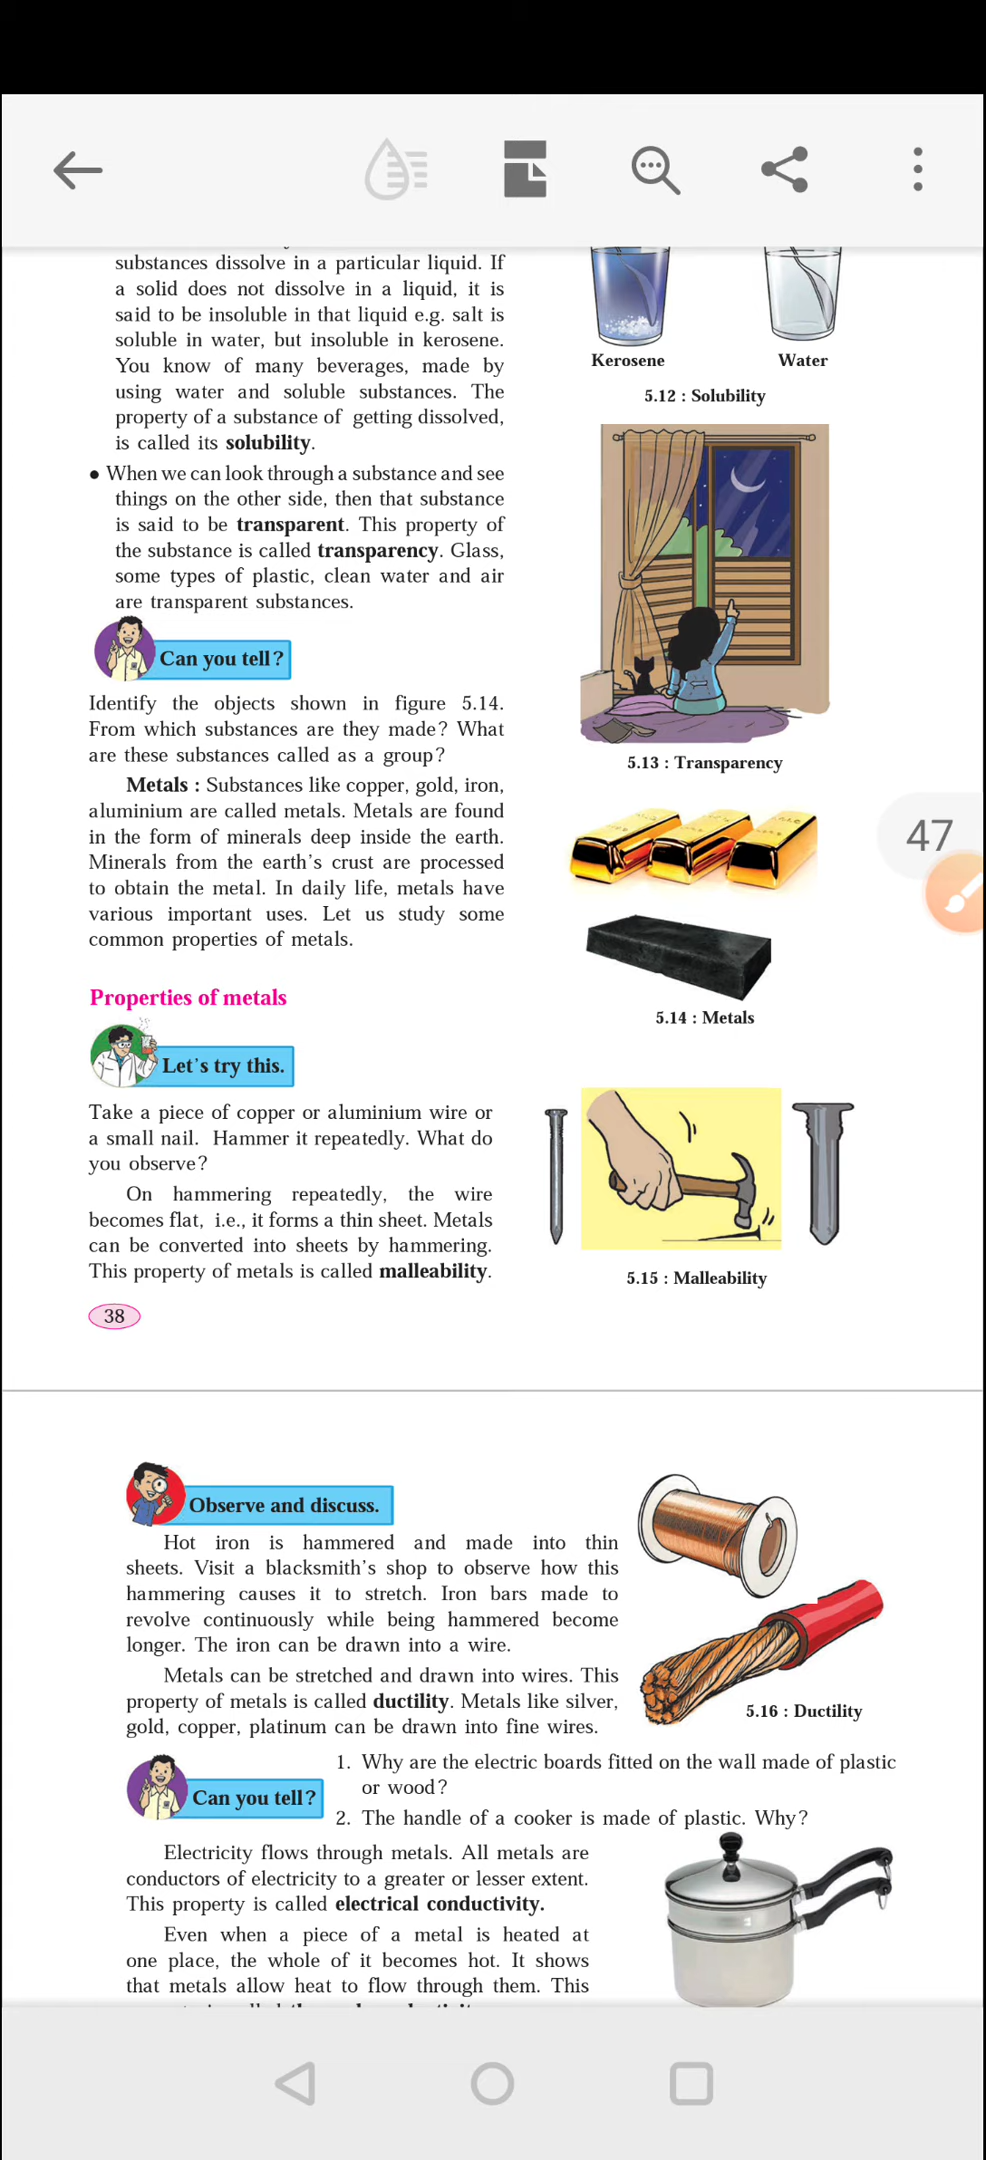 substances dissolve in a particular liquid. If
a solid does not dissolve in a liquid, it is
said to be insoluble in that liquid e.g. salt is
soluble in water, but insoluble in kerosene.
You know of many beverages, made by
using water and soluble substances. The
property of a substance of getting dissolved,
is called its solubility.
Kerosene
Water
5.12 : Solubility
● When we can look through a substance and see
things on the other side, then that substance
is said to be transparent. This property of
the substance is called transparency. Glass,
some types of plastic, clean water and air
are transparent substances.
Can you tell?
Identify the objects shown in figure 5.14.
From which substances are they made? What
are these substances called as a group?
5.13 : Transparency
Metals : Substances like copper, gold, iron,
aluminium are called metals. Metals are found
in the form of minerals deep inside the earth.
Minerals from the earth's crust are processed
to obtain the metal. In daily life, metals have
various important uses. Let us study some
common properties of metals.
47
5.14 : Metals
Properties of metals
Let's try this.
Take a piece of copper or aluminium wire or
a small nail. Hammer it repeatedly. What do
you observe?
On hammering repeatedly, the wire
becomes flat, i.e., it forms a thin sheet. Metals
can be converted into sheets by hammering.
This property of metals is called malleability.
5.15 : Malleability
38
Observe and discuss.
Hot iron is hammered and made into thin
sheets. Visit a blacksmith's shop to observe how this
hammering causes it to stretch. Iron bars made to
revolve continuously while being hammered become
longer. The iron can be drawn into a wire.
Metals can be stretched and drawn into wires. This
property of metals is called ductility. Metals like silver,
gold, copper, platinum can be drawn into fine wires.
5.16 : Ductility
Can you tell?
1. Why are the electric boards fitted on the wall made of plastic
or wood?
2. The handle of a cooker is made of plastic. Why?
Electricity flows through metals. All metals are
conductors of electricity to a greater or lesser extent.
This property is called electrical conductivity.
Even when a piece of a metal is heated at
one place, the whole of it becomes hot. It shows
that metals allow heat to flow through them. This